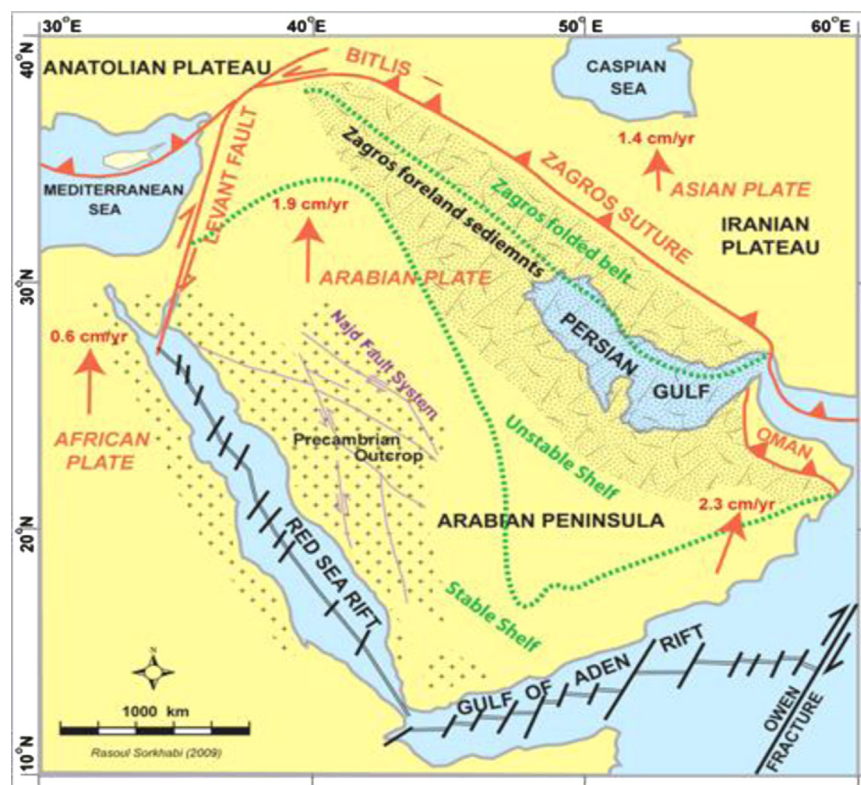 30°E
40°E
50°E
60°E
40°N
30°N
20°N
10°N
ANATOLIAN PLATEAU
BITLIS —
CASPIAN
SEA
1.4 cm/yr
ASIAN PLATE
ZAGROS SUTURE
IRANIAN
PLATEAU
Zagros folded belt
Zagros foreland sediemnts
MEDITERRANEAN
SEA
LEVANT FAULT
1.9 cm/yr
ARABIAN PLATE
PERSIAN
GULF
0.6 cm/yr
AFRICAN
PLATE
Najd Fault System
Precambrian
Outcrop
Unstable Shelf
OMAN
2.3 cm/yr
ARABIAN PENINSULA
RED SEA RIFT
Stable Shelf
GULF OF ADEN RIFT
OWEN
FRACTURE
N
1000 km
Rasoul Sorkhabi (2009)